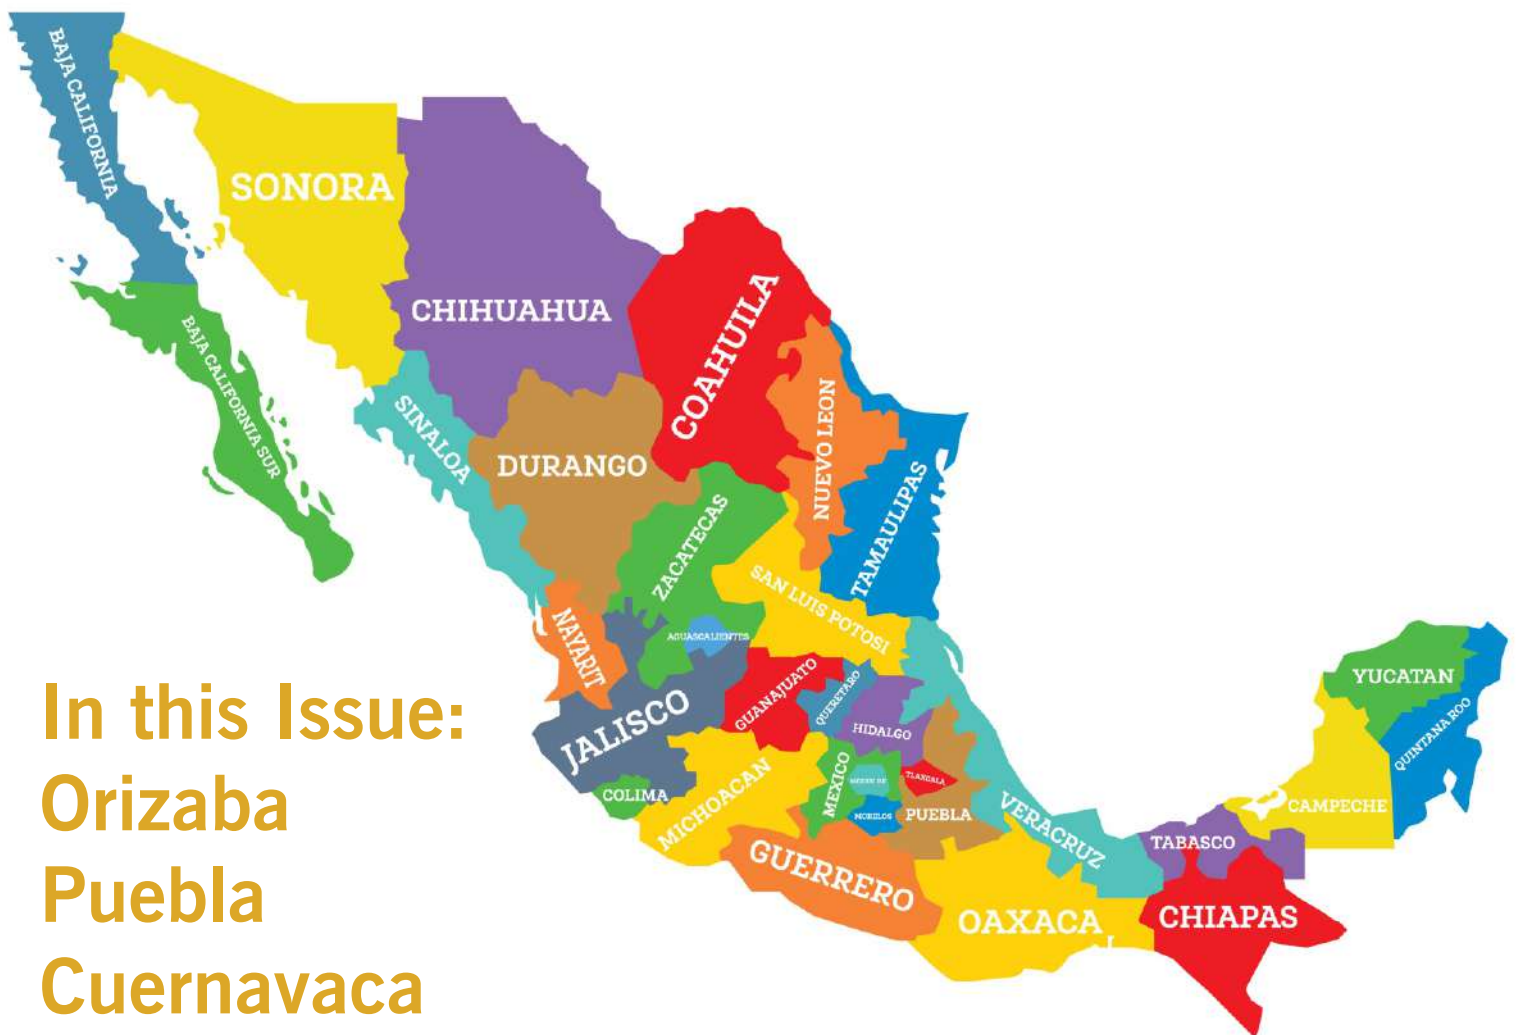 BAJA CALIFORNIA
SONORA
CHIHUAHUA
COAHUILA
BAJA CALIFORNIA SUR
SINALOA
DURANGO
NUEVO LEON
TAMAULIPAS
ZACATECAS
SAN LUIS POTOSI
NAYARIT
AGUASCALIENTES
JALISCO
GUANAJUATO
QUERETARO
HIDALGO
YUCATAN
QUINTANA ROO
COLIMA
MICHOACAN
MEXICO
TLAXCALA
MORELOS
PUEBLA
VERACRUZ
CAMPECHE
TABASCO
GUERRERO
OAXACA
CHIAPAS
In this Issue:
Orizaba
Puebla
Cuernavaca